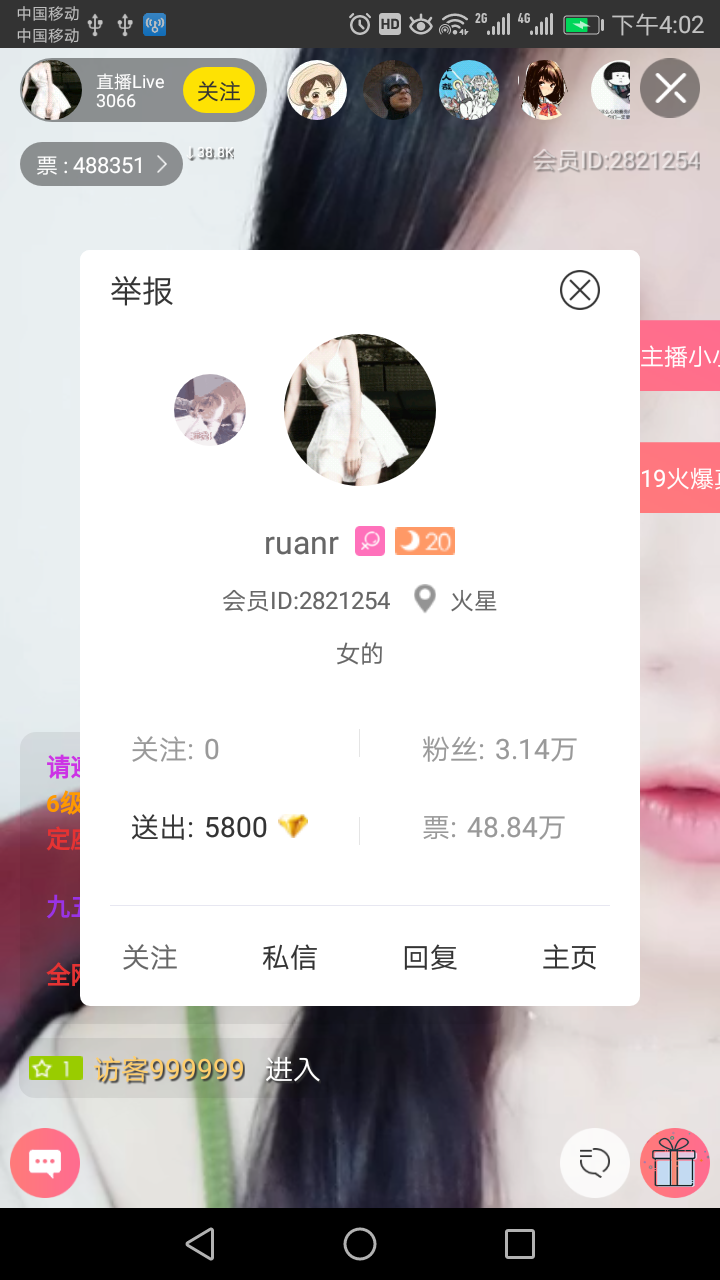 中国移动
中国移动
HD
2G
4G
下午4:02
直播Live
3066
关注
票 : 488351
38.8K
会员ID:2821254
举报
主播小
19火爆
ruanr
20
会员ID:2821254
火星
女的
关注: 0
粉丝: 3.14万
送出: 5800
票: 48.84万
请
6级
定
九
全
关注
私信
回复
主页
1
访客999999
进入